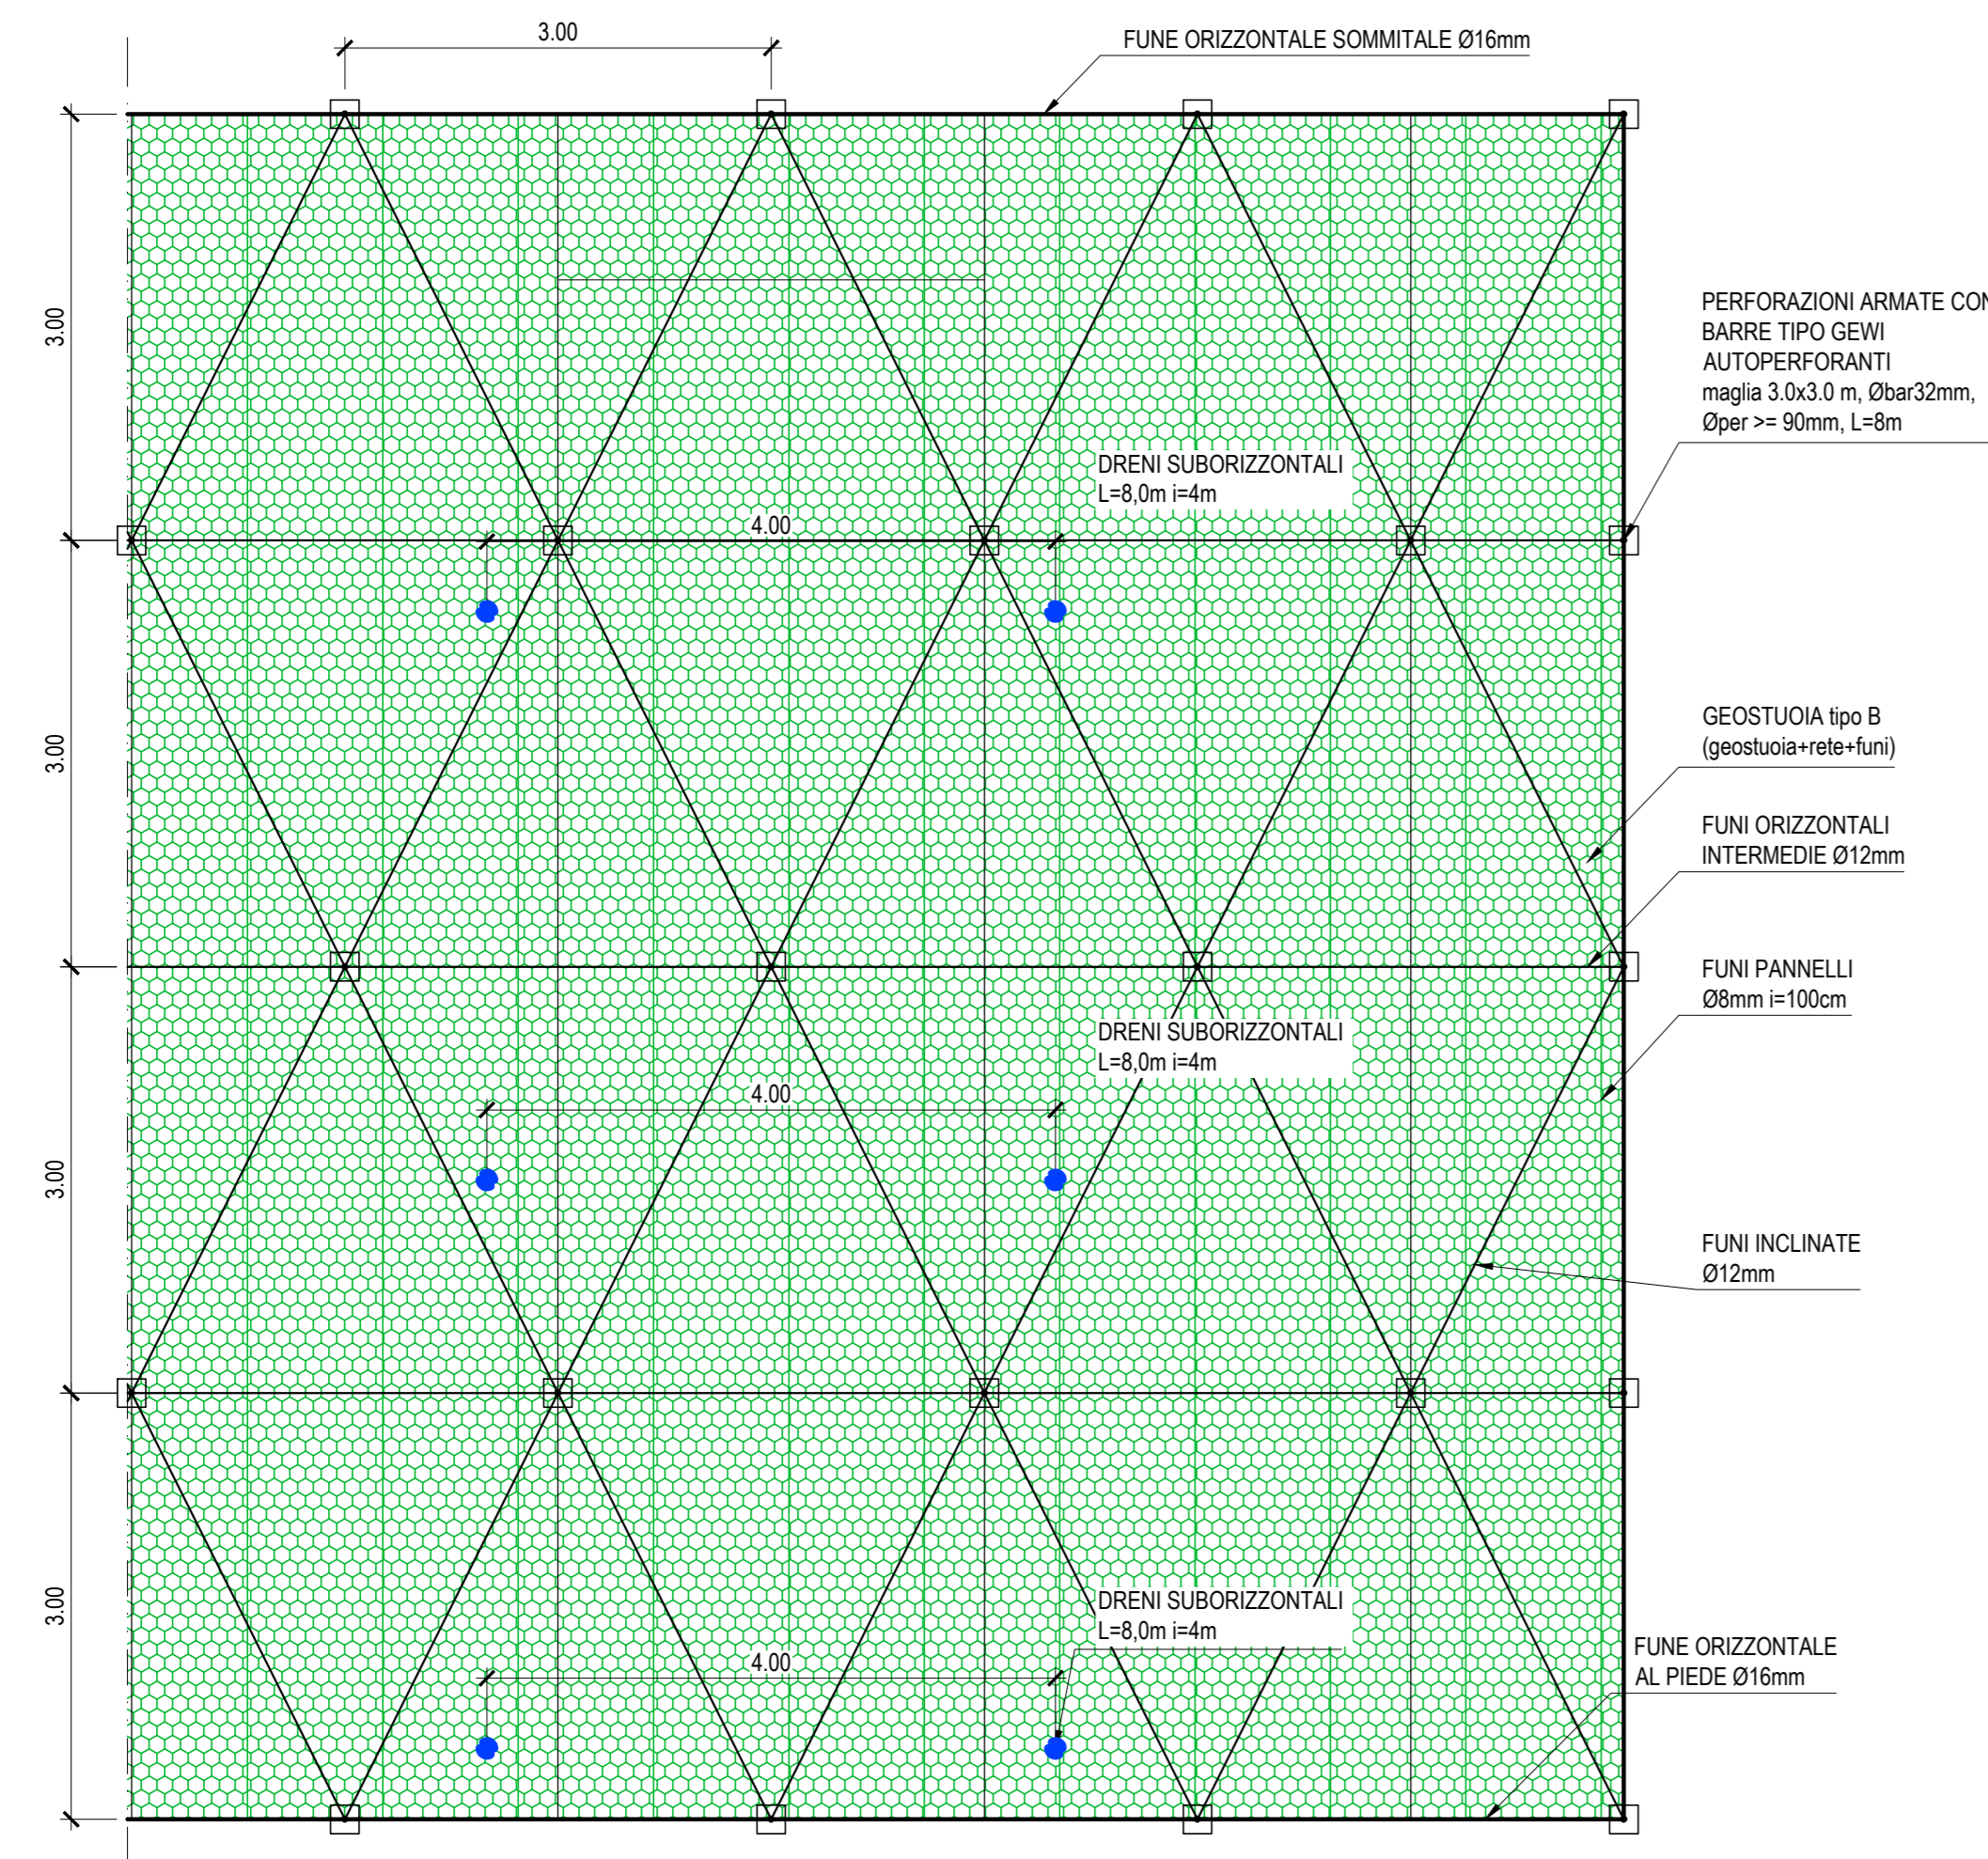 3.00
FUNE ORIZZONTALE SOMMITALE Ø16mm
3.00
PERFORAZIONI ARMATE CON
BARRE TIPO GEWI
AUTOPERFORANTI
maglia 3.0x3.0 m, Øbar32mm,
Øper >= 90mm, L=8m
DRENI SUBORIZZONTALI
L=8,0m i=4m
4.00
3.00
GEOSTUOIA tipo B
(geostuoia+rete+funi)
FUNI ORIZZONTALI
INTERMEDIE Ø12mm
FUNI PANNELLI
Ø8mm i=100cm
DRENI SUBORIZZONTALI
L=8,0m i=4m
4.00
3.00
FUNI INCLINATE
Ø12mm
DRENI SUBORIZZONTALI
L=8,0m i=4m
4.00
3.00
FUNE ORIZZONTALE
AL PIEDE Ø16mm